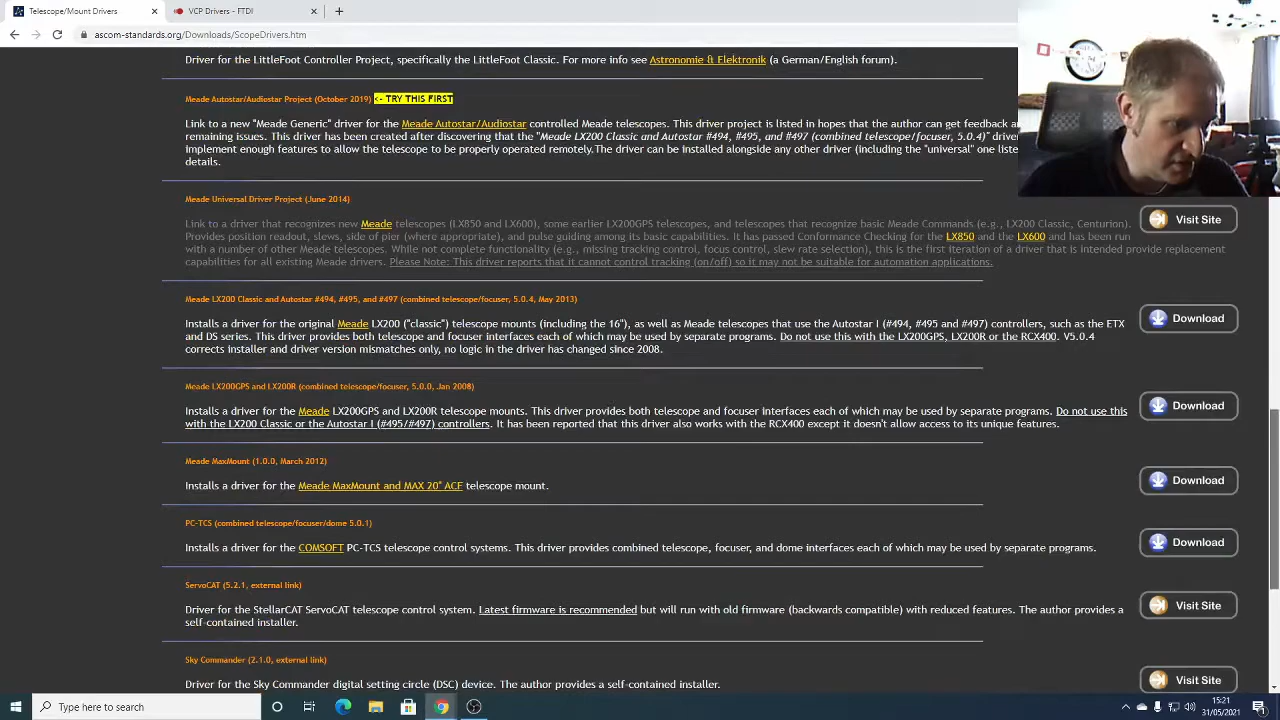 Telescope/Mount Drivers
VCP Drivers - FTDI
ascom-standards.org/Downloads/ScopeDrivers.htm
Driver for the LittleFoot Controller Project, specifically the LittleFoot Classic. For more info see Astronomie & Elektronik (a German/English forum).
Meade Autostar/Audiostar Project (October 2019) <- TRY THIS FIRST
Link to a new "Meade Generic" driver for the Meade Autostar/Audiostar controlled Meade telescopes. This driver project is listed in hopes that the author can get feedback a
remaining issues. This driver has been created after discovering that the "Meade LX200 Classic and Autostar #494, #495, and #497 (combined telescope/focuser, 5.0.4)" drive
implement enough features to allow the telescope to be properly operated remotely.The driver can be installed alongside any other driver (including the "universal" one liste
details.
Meade Universal Driver Project (June 2014)
Link to a driver that recognizes new Meade telescopes (LX850 and LX600), some earlier LX200GPS telescopes, and telescopes that recognize basic Meade Commands (e.g., LX200 Classic, Centurion).
Provides position readout, slews, side of pier (where appropriate), and pulse guiding among its basic capabilities. It has passed Conformance Checking for the LX850 and the LX600 and has been run
with a number of other Meade telescopes. While not complete functionality (e.g., missing tracking control, focus control, slew rate selection), this is the first iteration of a driver that is intended provide replacement
capabilities for all existing Meade drivers. Please Note: This driver reports that it cannot control tracking (on/off) so it may not be suitable for automation applications.
Visit Site
Meade LX200 Classic and Autostar #494, #495, and #497 (combined telescope/focuser, 5.0.4, May 2013)
Installs a driver for the original Meade LX200 ("classic") telescope mounts (including the 16"), as well as Meade telescopes that use the Autostar I (#494, #495 and #497) controllers, such as the ETX
and DS series. This driver provides both telescope and focuser interfaces each of which may be used by separate programs. Do not use this with the LX200GPS, LX200R or the RCX400. V5.0.4
corrects installer and driver version mismatches only, no logic in the driver has changed since 2008.
Download
Meade LX200GPS and LX200R (combined telescope/focuser, 5.0.0, Jan 2008)
Installs a driver for the Meade LX200GPS and LX200R telescope mounts. This driver provides both telescope and focuser interfaces each of which may be used by separate programs. Do not use this
with the LX200 Classic or the Autostar I (#495/#497) controllers. It has been reported that this driver also works with the RCX400 except it doesn't allow access to its unique features.
Download
Meade MaxMount (1.0.0, March 2012)
Installs a driver for the Meade MaxMount and MAX 20" ACF telescope mount.
Download
PC-TCS (combined telescope/focuser/dome 5.0.1)
Installs a driver for the COMSOFT PC-TCS telescope control systems. This driver provides combined telescope, focuser, and dome interfaces each of which may be used by separate programs.
Download
ServoCAT (5.2.1, external link)
Driver for the StellarCAT ServoCAT telescope control system. Latest firmware is recommended but will run with old firmware (backwards compatible) with reduced features. The author provides a
self-contained installer.
Visit Site
Sky Commander (2.1.0, external link)
Driver for the Sky Commander digital setting circle (DSC) device. The author provides a self-contained installer.
Visit Site
Type here to search
15:21
31/05/2021